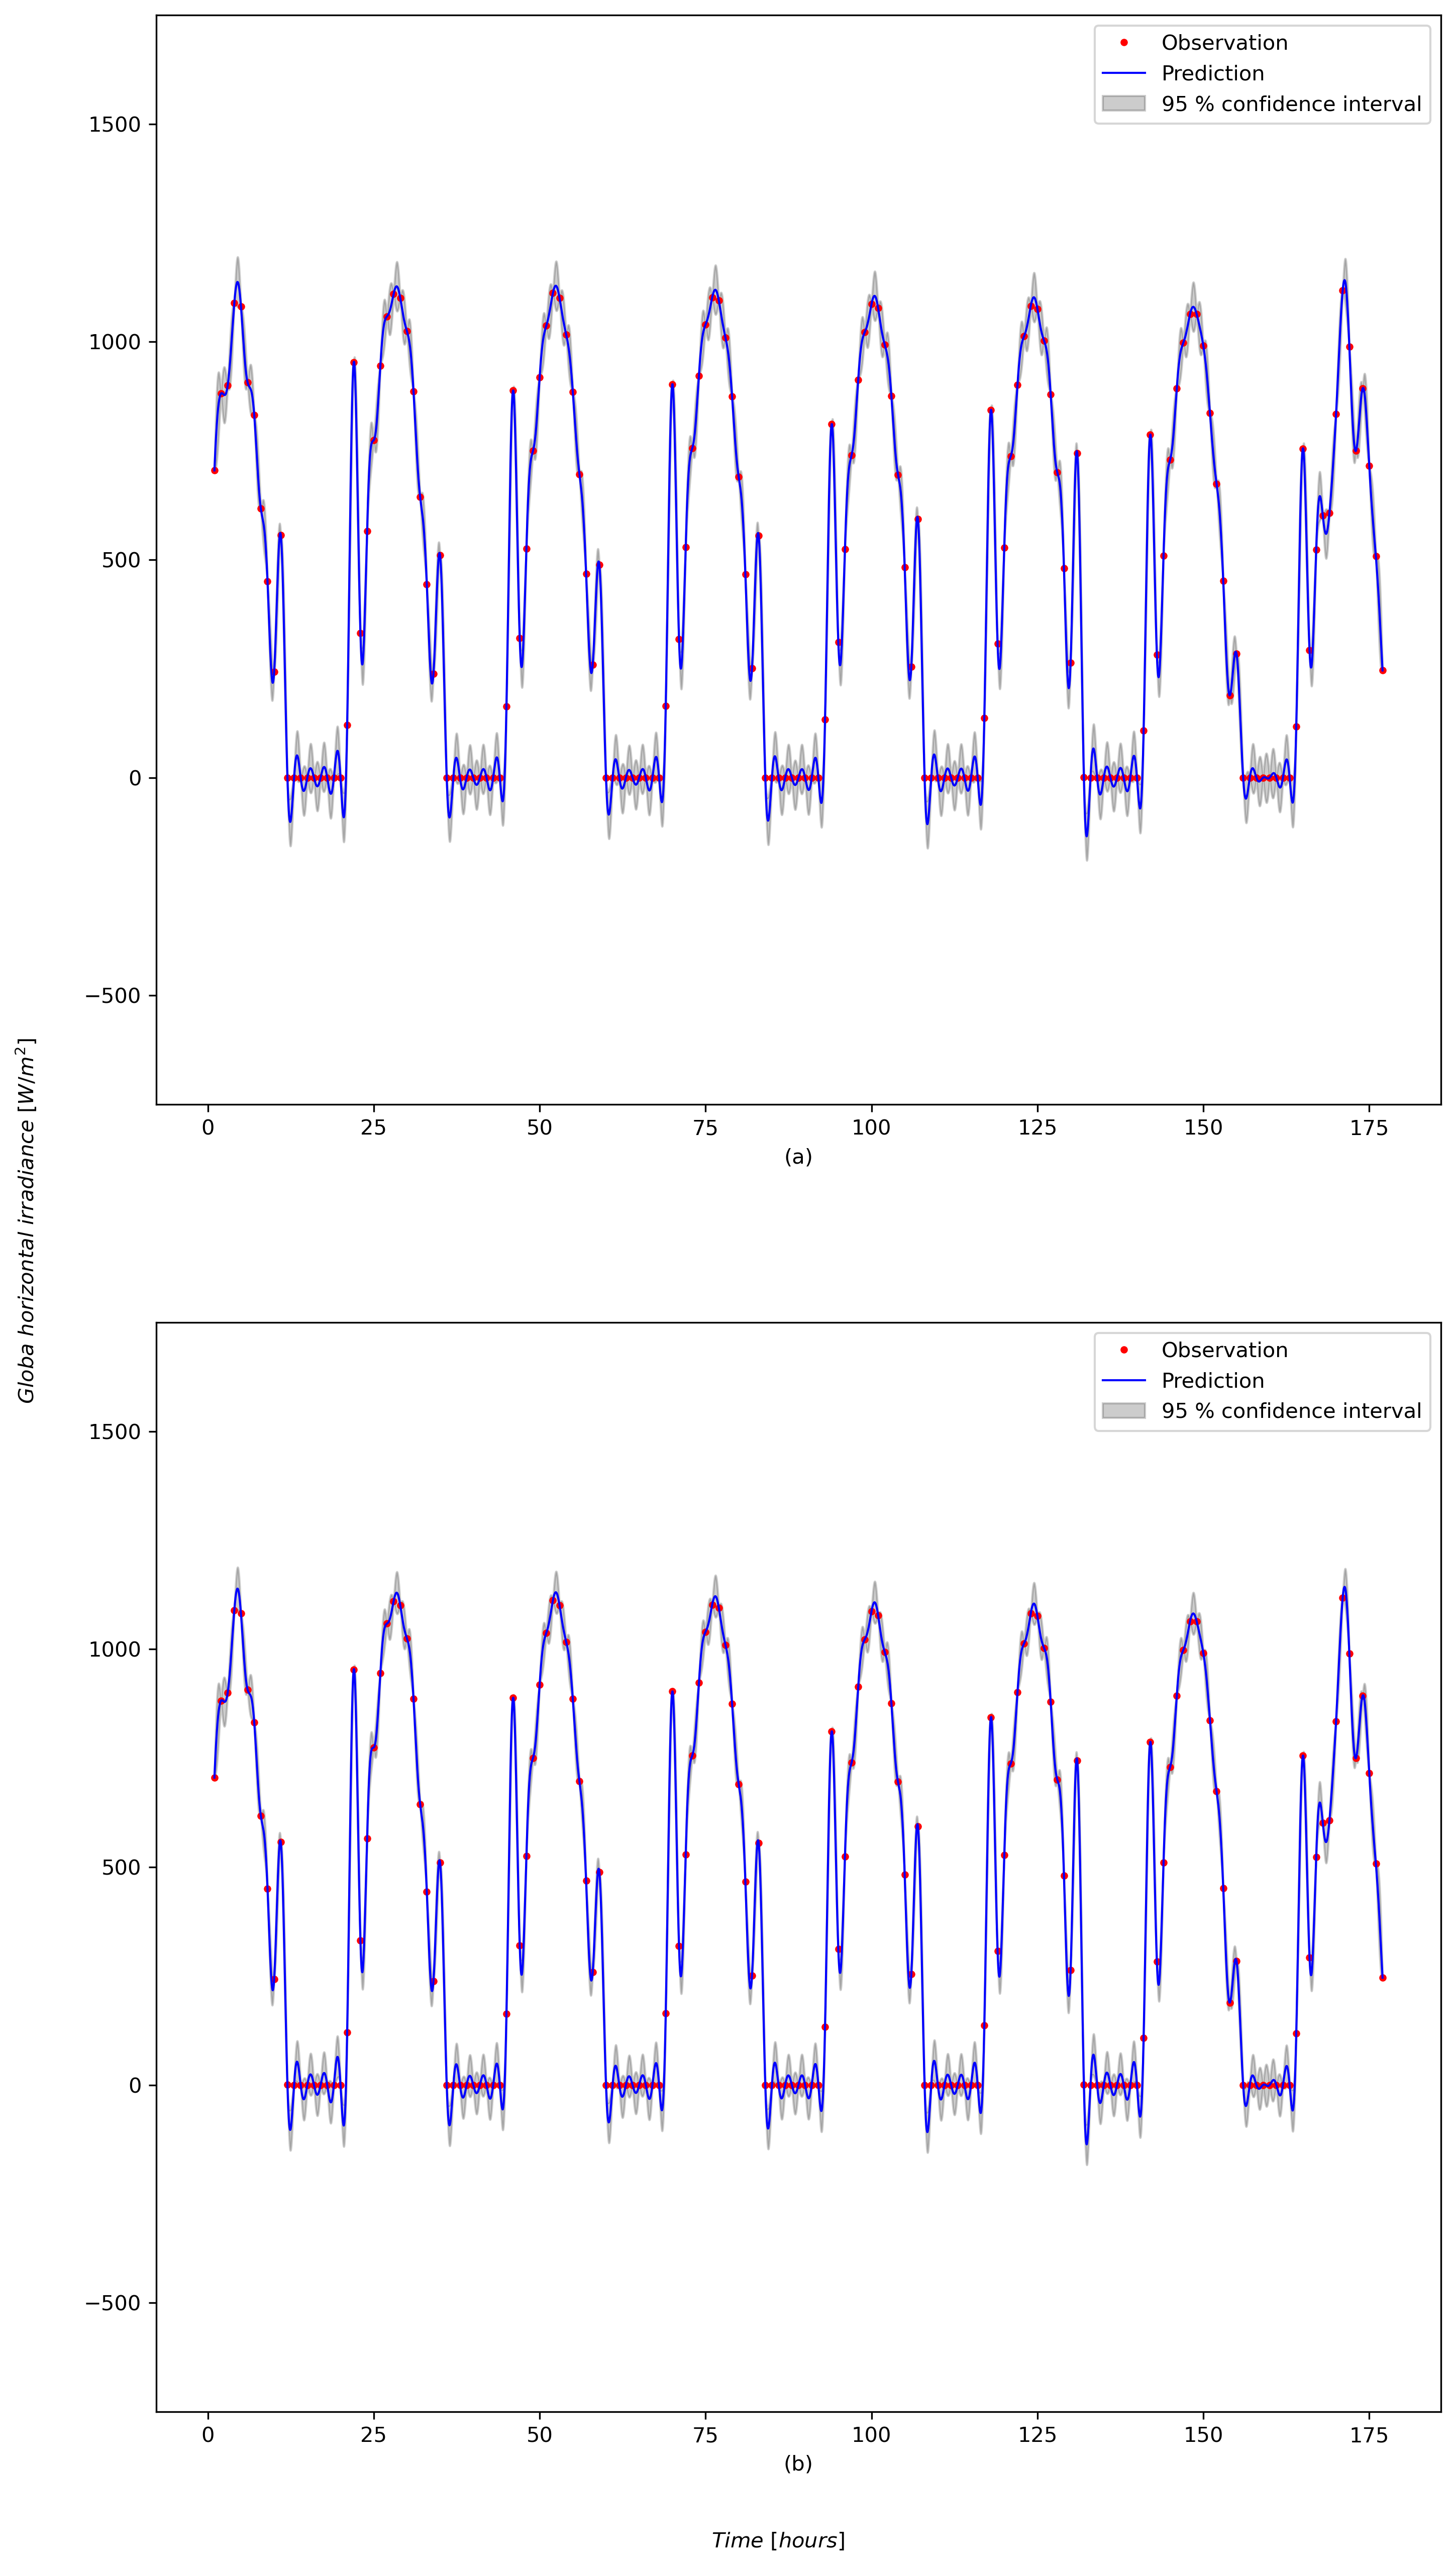 Observation
Prediction
95 % confidence interval
1500
1000
500
0
−500
0 25 50 75 100 125 150 175
(a)
Globa horizontal irradiance [W/m²]
Observation
Prediction
95 % confidence interval
1500
1000
500
0
−500
0 25 50 75 100 125 150 175
(b)
Time [hours]